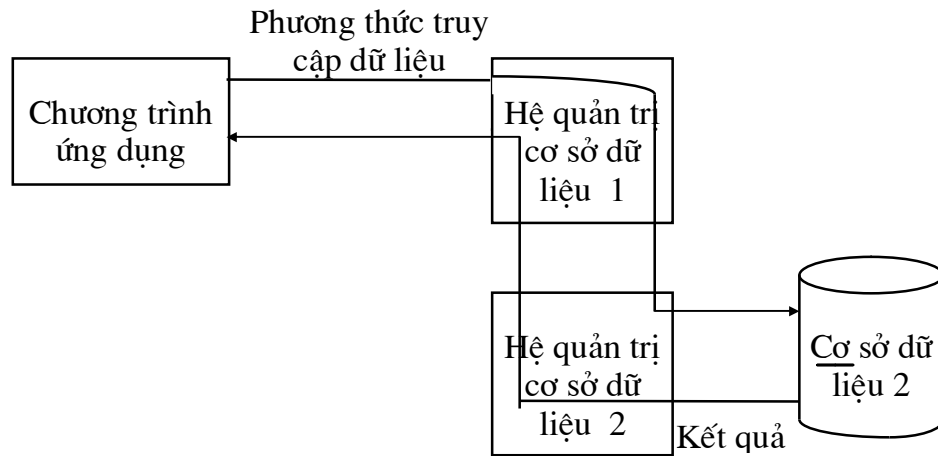 Phương thức truy
cập dữ liệu
Chương trình
ứng dụng
Hệ quản trị
cơ sở dữ
liệu 1
Hệ quản trị
cơ sở dữ
liệu 2
Cơ sở dữ
liệu 2
Kết quả